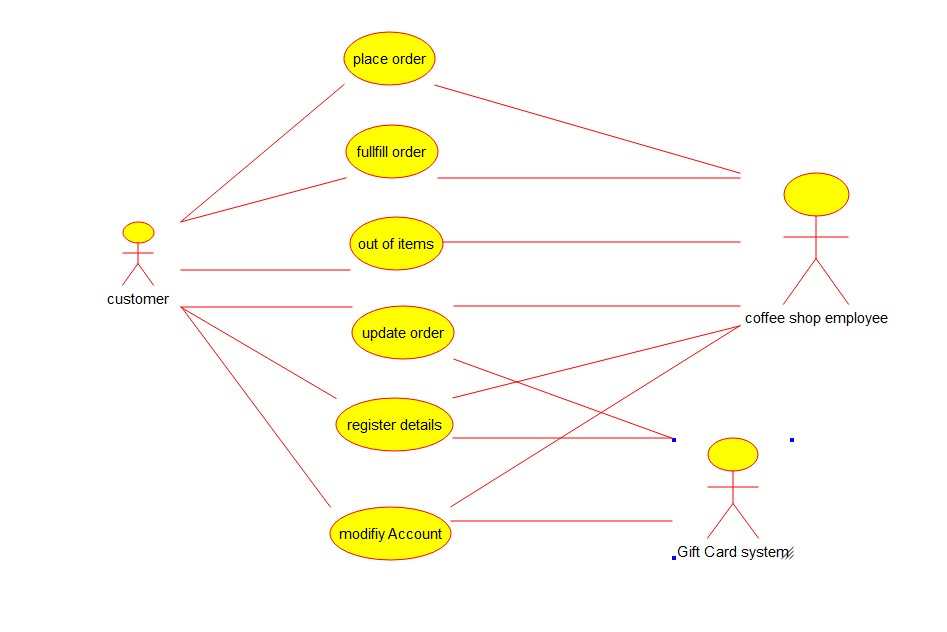 place order
fullfill order
out of items
customer
coffee shop employee
update order
register details
modifiy Account
Gift Card system